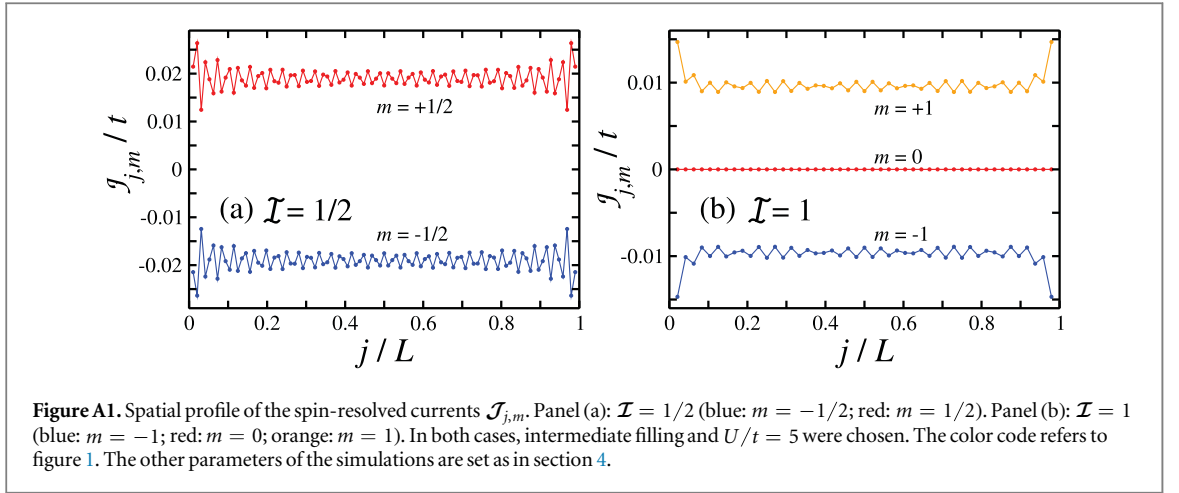 0.02
0.01
0
-0.01
-0.02
𝒥j,m / t
m = +1/2
(a) ℐ = 1/2
m = -1/2
0 0.2 0.4 0.6 0.8 1
j / L
0.01
0
-0.01
𝒥j,m / t
m = +1
m = 0
(b) ℐ = 1
m = -1
0 0.2 0.4 0.6 0.8 1
j / L
Figure A1. Spatial profile of the spin-resolved currents 𝒥j,m. Panel (a): ℐ = 1/2 (blue: m = −1/2; red: m = 1/2). Panel (b): ℐ = 1
(blue: m = −1; red: m = 0; orange: m = 1). In both cases, intermediate filling and U/t = 5 were chosen. The color code refers to
figure 1. The other parameters of the simulations are set as in section 4.